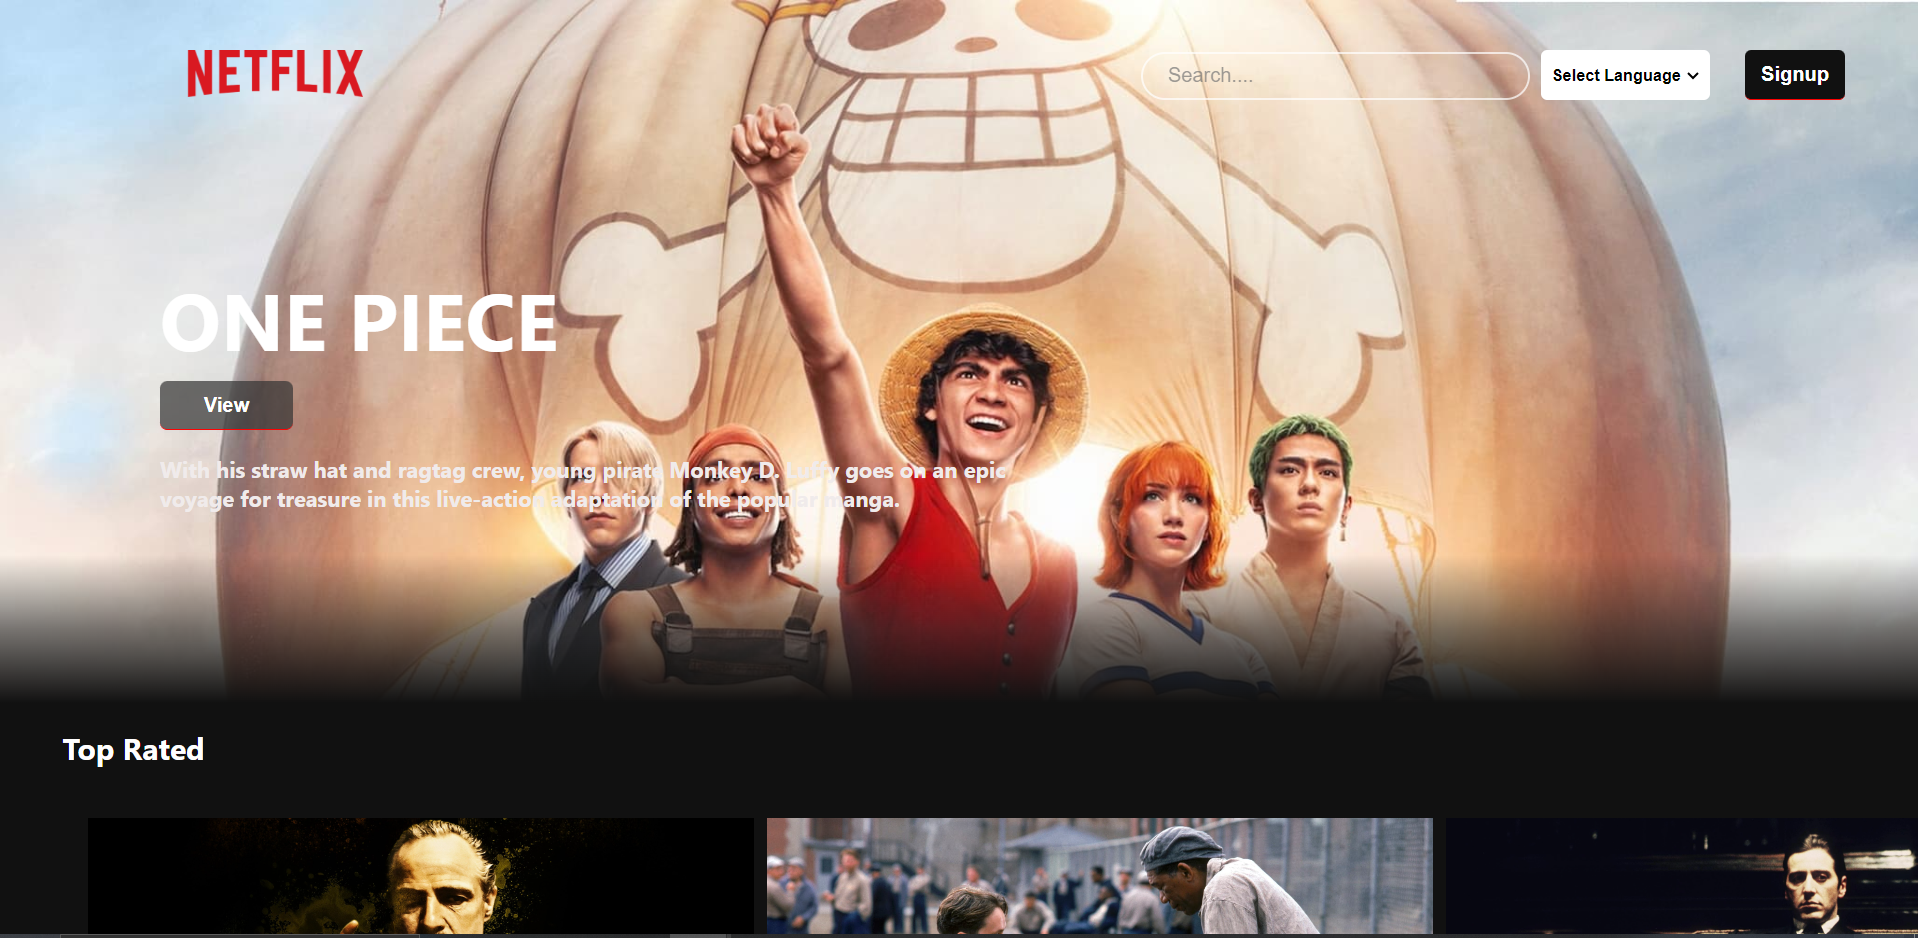 NETFLIX
Search....
Select Language
Signup
ONE PIECE
View
With his straw hat and ragtag crew, young pirate Monkey D. Luffy goes on an epic
voyage for treasure in this live-action adaptation of the popular manga.
Top Rated